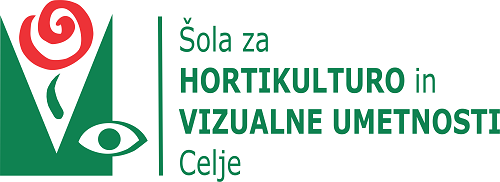 Šola za
HORTIKULTURO in
VIZUALNE UMETNOSTI
Celje